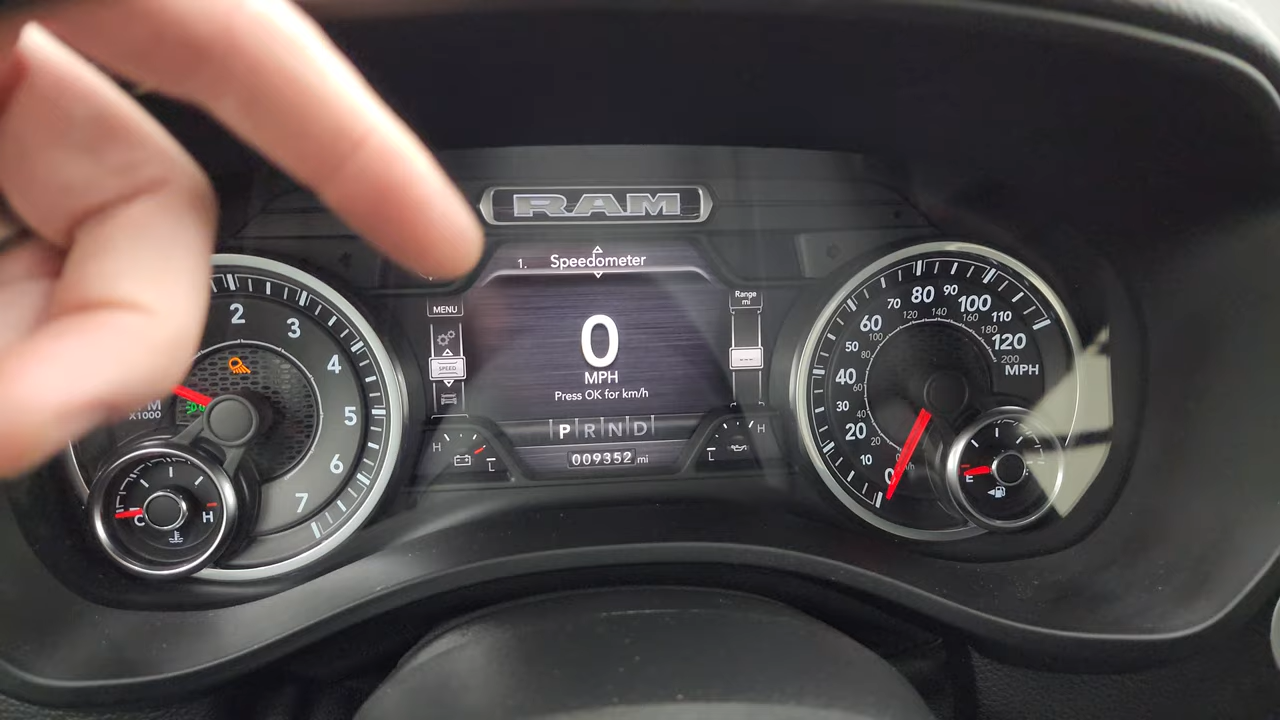 RAM
1. Speedometer
MENU
SPEED
Range
mi
0
MPH
Press OK for km/h
P R N D
009352 mi
H
L
L
H
2
3
4
5
6
7
X1000
C
H
0
10
20
30
40
50
60
70
80
90
100
110
120
MPH
20
40
60
80
100
120
140
160
180
200
E